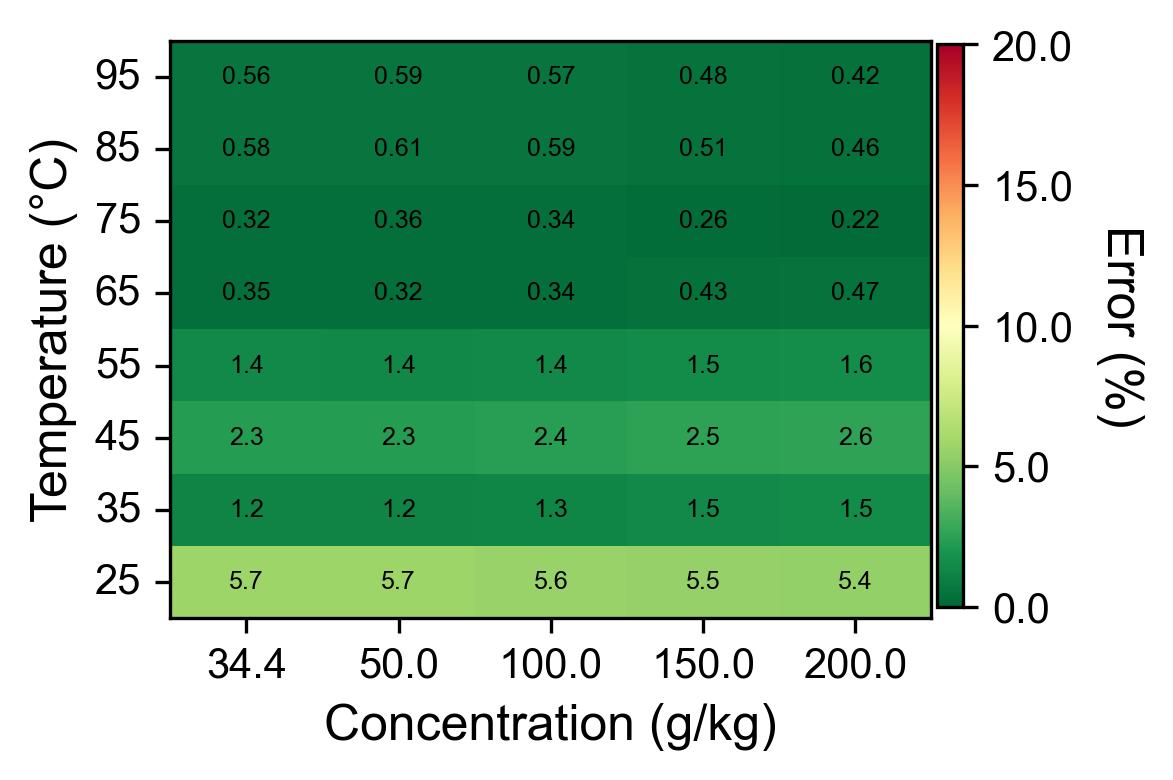 95 0.56 0.59 0.57 0.48 0.42
85 0.58 0.61 0.59 0.51 0.46
75 0.32 0.36 0.34 0.26 0.22
65 0.35 0.32 0.34 0.43 0.47
55 1.4 1.4 1.4 1.5 1.6
45 2.3 2.3 2.4 2.5 2.6
35 1.2 1.2 1.3 1.5 1.5
25 5.7 5.7 5.6 5.5 5.4
34.4 50.0 100.0 150.0 200.0
Concentration (g/kg)
Temperature (°C)
20.0
15.0
10.0
5.0
0.0
Error (%)